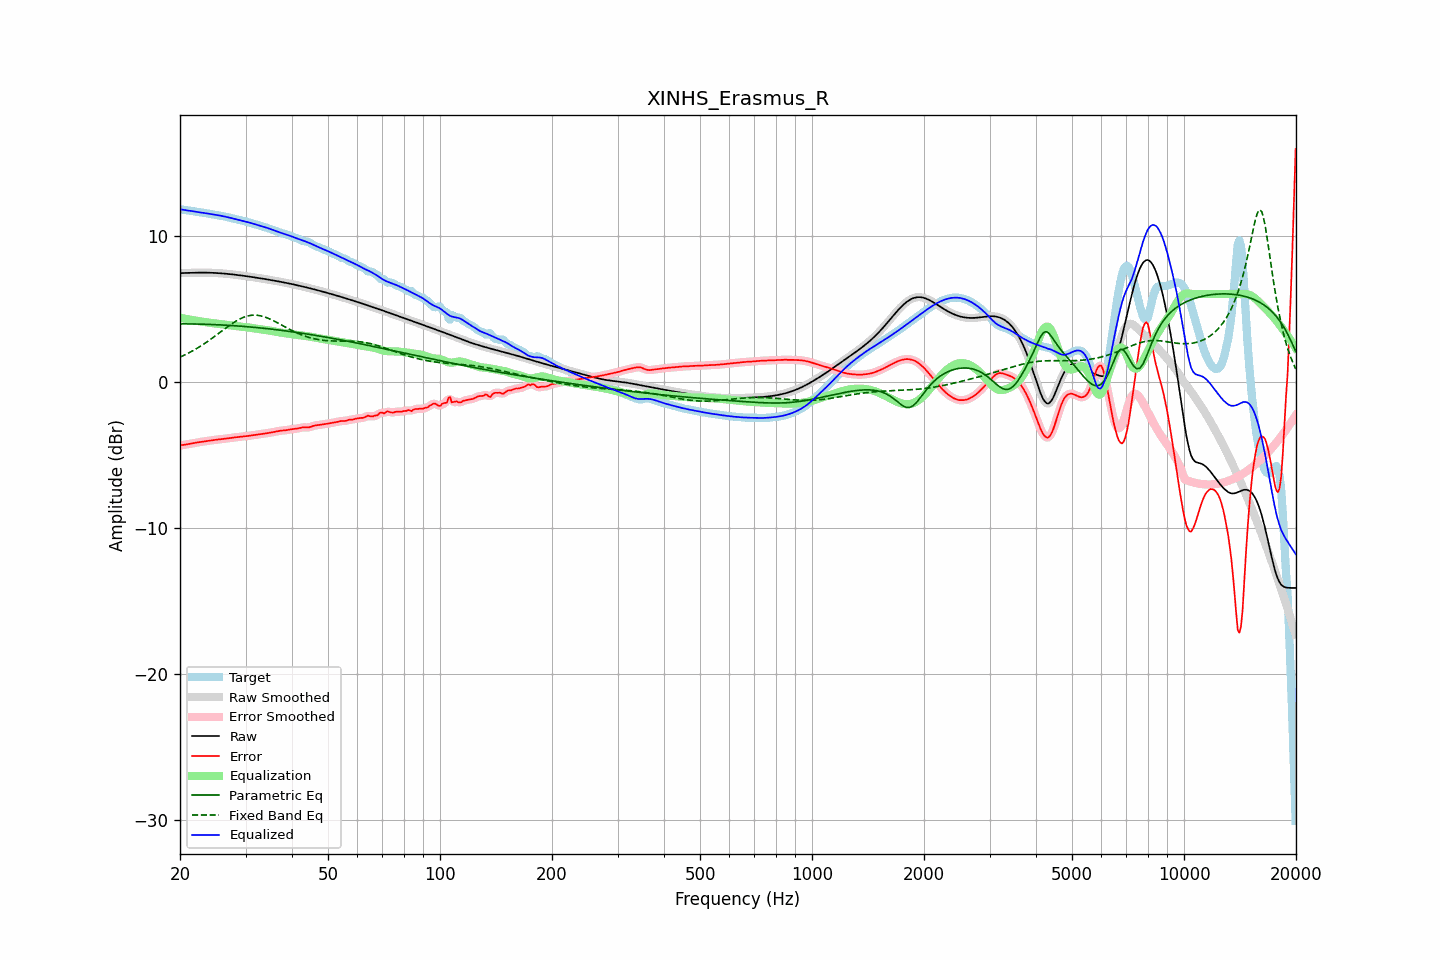 XINHS_Erasmus_R
Amplitude (dBr)
10
0
−10
−20
−30
Target
Raw Smoothed
Error Smoothed
Raw
Error
Equalization
Parametric Eq
Fixed Band Eq
Equalized
20
50
100
200
500
1000
2000
5000
10000
20000
Frequency (Hz)